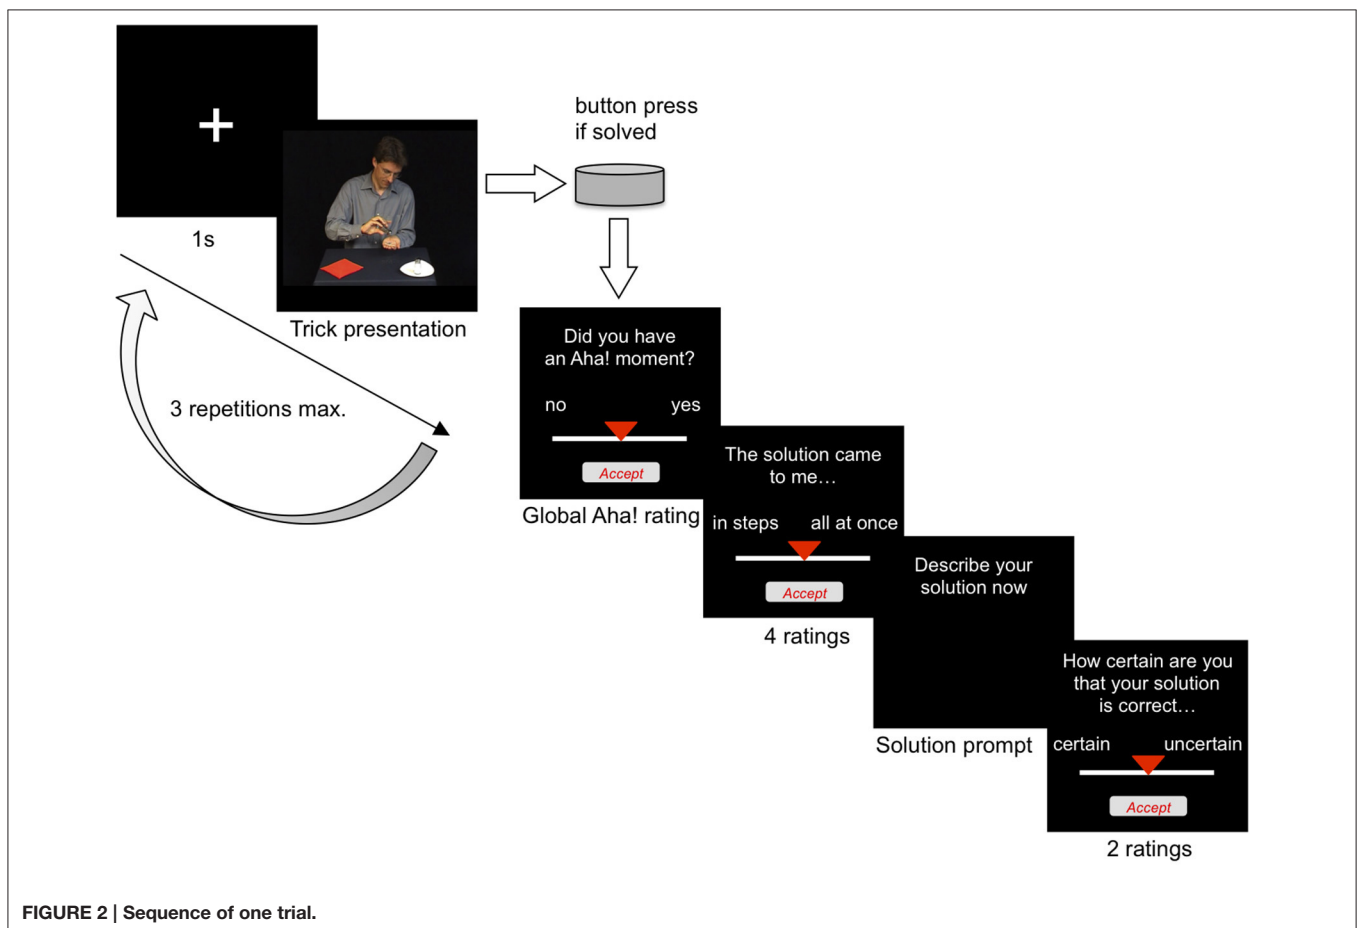 1s
Trick presentation
3 repetitions max.
button press
if solved
Did you have
an Aha! moment?
no yes
Accept
Global Aha! rating
The solution came
to me…
in steps all at once
Accept
4 ratings
Describe your
solution now
Solution prompt
How certain are you
that your solution
is correct…
certain uncertain
Accept
2 ratings
FIGURE 2 | Sequence of one trial.